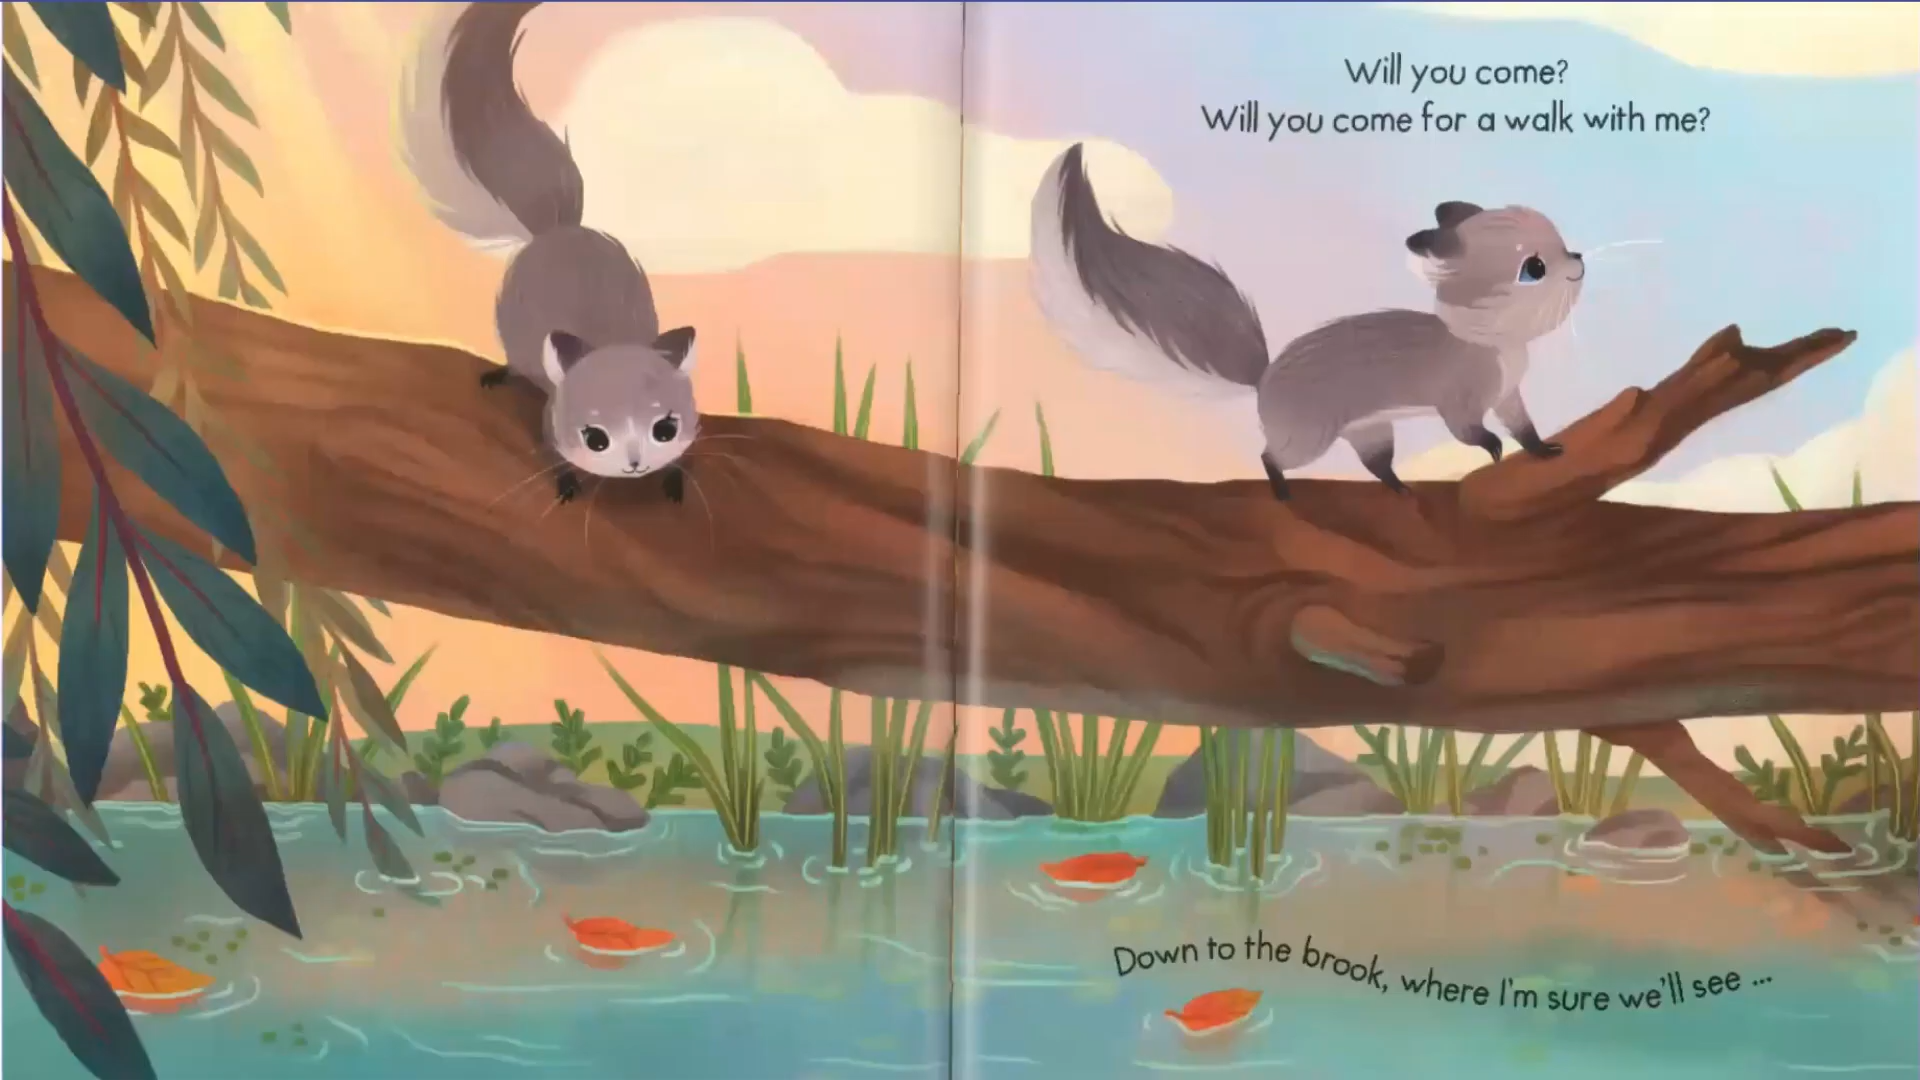 Will you come?
Will you come for a walk with me?
Down to the brook, where I'm sure we'll see ...